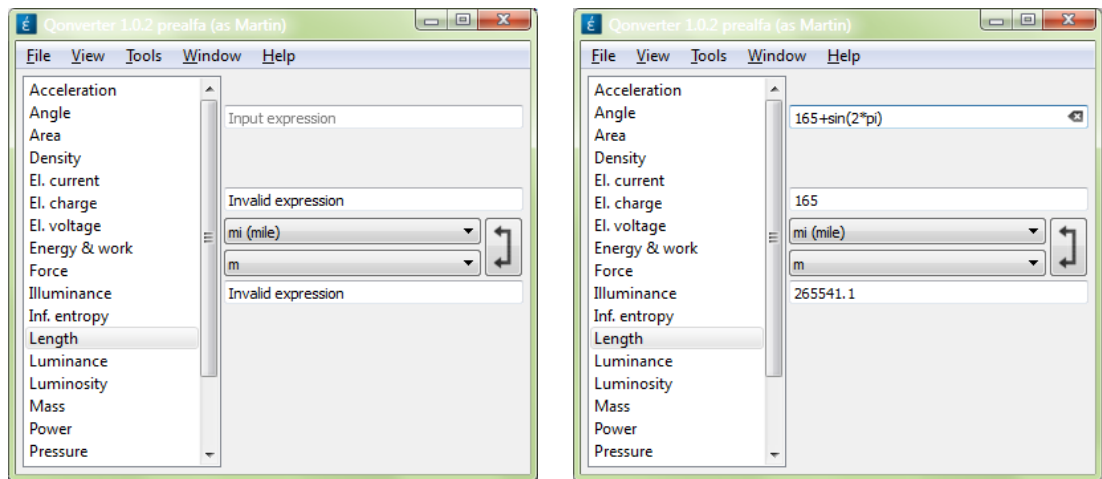 Qonverter 1.0.2 prealfa (as Martin)
File View Tools Window Help
Acceleration
Angle
Area
Density
El. current
El. charge
El. voltage
Energy & work
Force
Illuminance
Inf. entropy
Length
Luminance
Luminosity
Mass
Power
Pressure
Input expression
Invalid expression
mi (mile)
m
Invalid expression
Qonverter 1.0.2 prealfa (as Martin)
File View Tools Window Help
Acceleration
Angle
Area
Density
El. current
El. charge
El. voltage
Energy & work
Force
Illuminance
Inf. entropy
Length
Luminance
Luminosity
Mass
Power
Pressure
165+sin(2*pi)
165
mi (mile)
m
265541.1